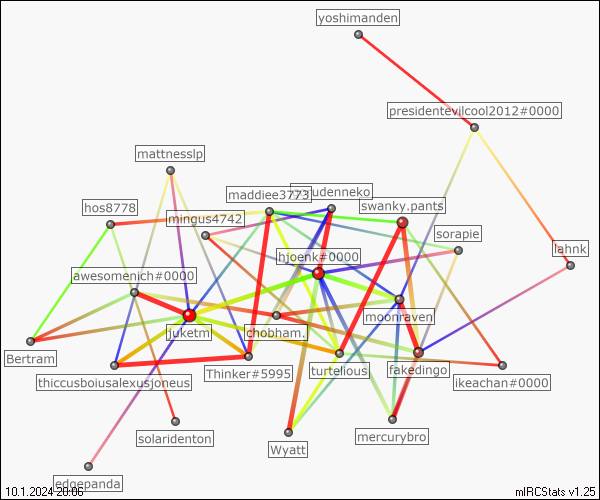 yoshimanden
presidentevilcool2012#0000
mattnesslp
maddiee3773
udenneko
hos8778
swanky.pants
mingus4742
sorapie
hjoenk#0000
lahnk
awesomenich#0000
moonraven
juketm
chobham.
Bertram
thiccusboiusalexusjoneus
Thinker#5995
turtelious
fakedingo
ikeachan#0000
solaridenton
mercurybro
Wyatt
edgepanda
10.1.2024 20:06
mIRCStats v1.25